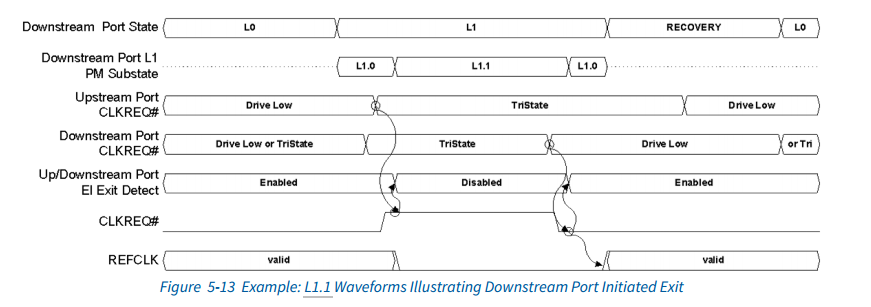 Downstream Port State L0 L1 RECOVERY L0
Downstream Port L1
PM Substate L1.0 L1.1 L1.0
Upstream Port
CLKREQ# Drive Low TriState Drive Low
Downstream Port
CLKREQ# Drive Low or TriState TriState Drive Low or Tri
Up/Downstream Port
EI Exit Detect Enabled Disabled Enabled
CLKREQ#
REFCLK valid valid
Figure 5-13 Example: L1.1 Waveforms Illustrating Downstream Port Initiated Exit